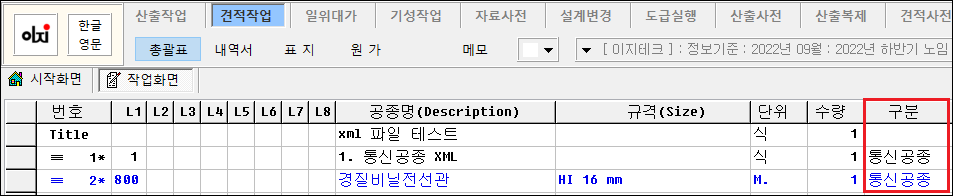 산출작업 견적작업 일위대가 기성작업 자료사전 설계변경 도급실행 산출사전 산출복제 견적사전
이지 한글 영문
총괄표 내역서 표 지 원 가 메모 [ 이지테크 ] : 정보기준 : 2022년 09월 : 2022년 하반기 노임
시작화면 작업화면
번호 L1 L2 L3 L4 L5 L6 L7 L8 공종명(Description) 규격(Size) 단위 수량 구분
Title xml 파일 테스트 식 1
= 1* 1 1. 통신공종 XML 식 1 통신공종
= 2* 800 경질비닐전선관 HI 16 mm M. 1 통신공종